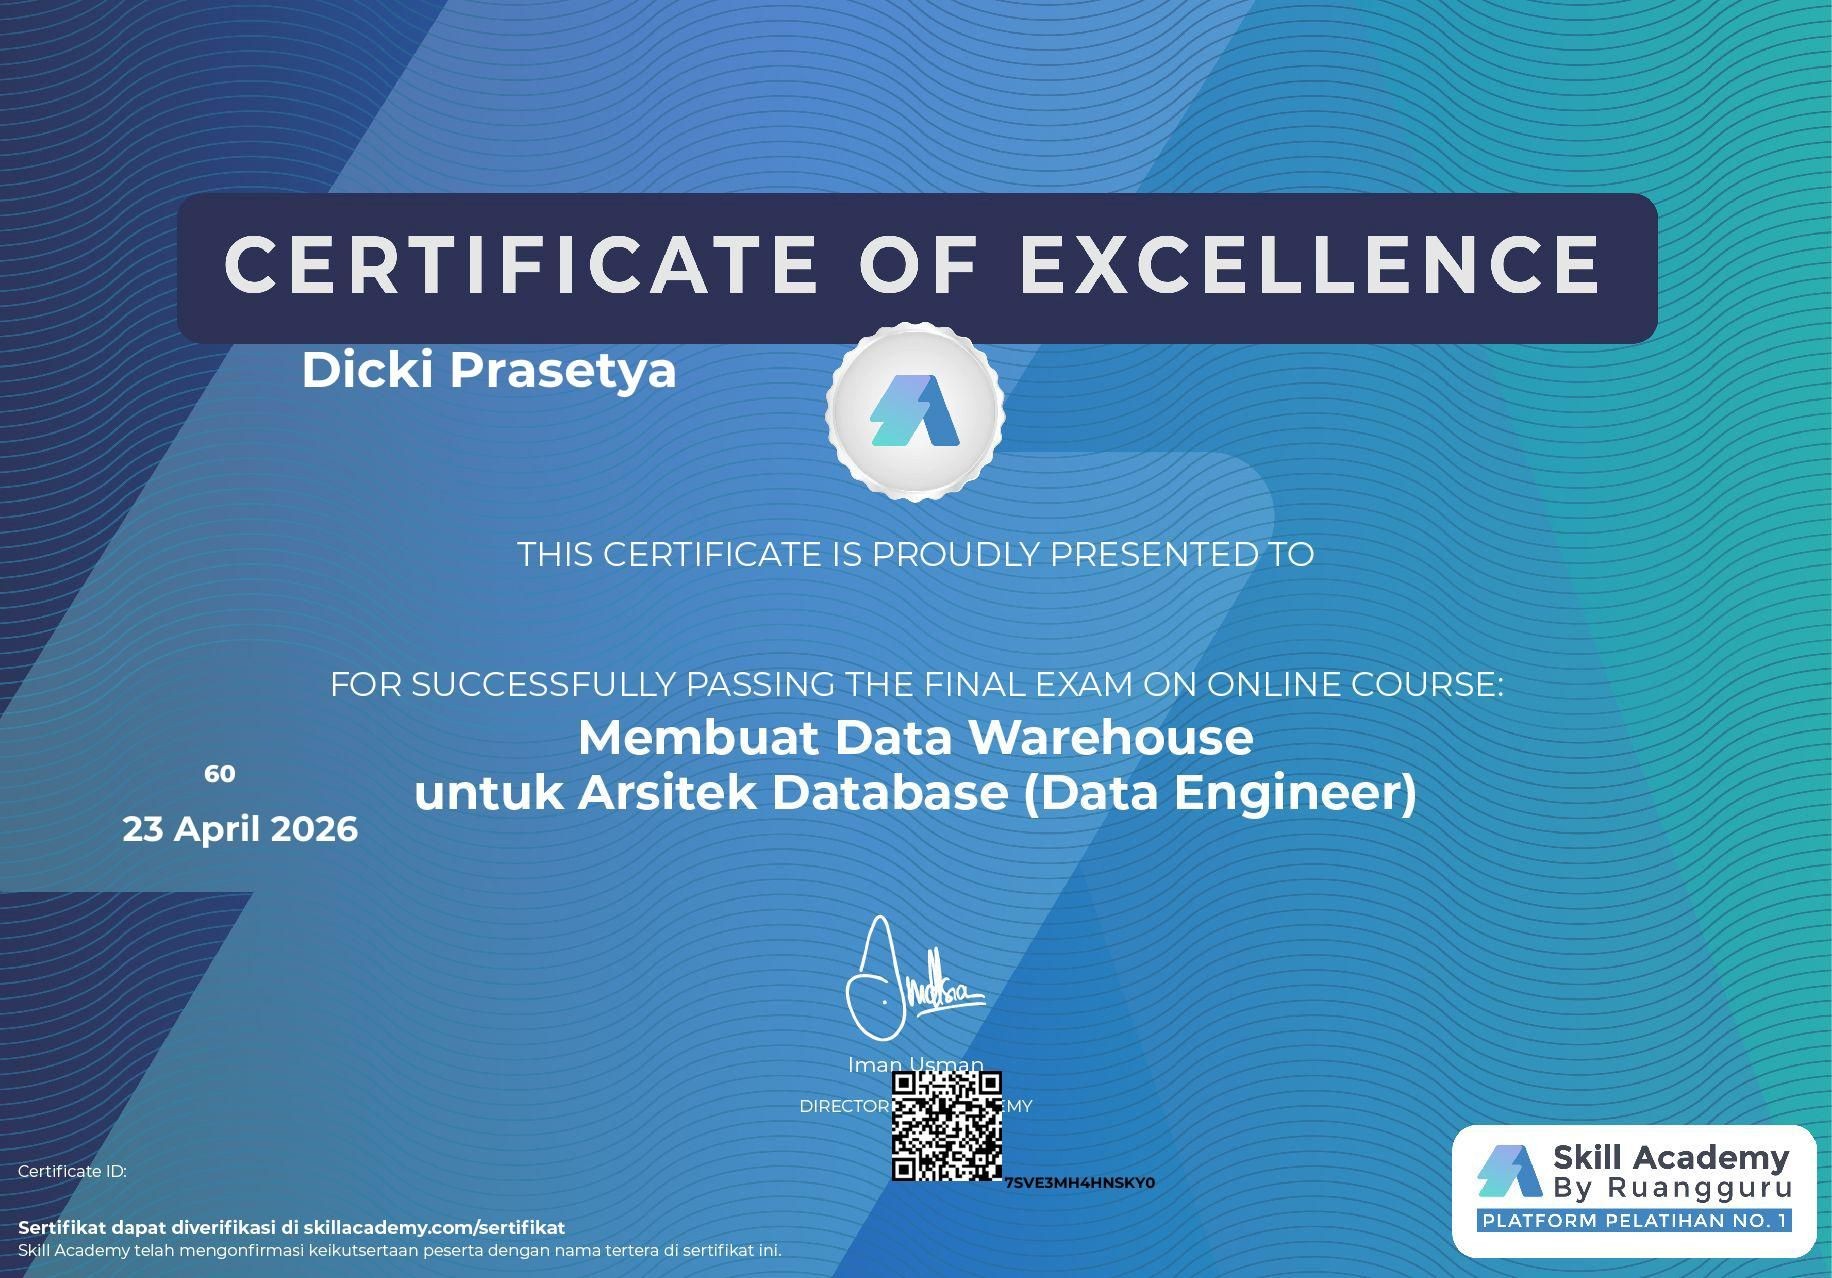 CERTIFICATE OF EXCELLENCE
Dicki Prasetya
THIS CERTIFICATE IS PROUDLY PRESENTED TO
FOR SUCCESSFULLY PASSING THE FINAL EXAM ON ONLINE COURSE:
Membuat Data Warehouse
untuk Arsitek Database (Data Engineer)
60
23 April 2026
Iman Usman
DIRECTOR
7SVE3MH4HNSKY0
Certificate ID:
Sertifikat dapat diverifikasi di skillacademy.com/sertifikat
Skill Academy telah mengonfirmasi keikutsertaan peserta dengan nama tertera di sertifikat ini.
Skill Academy
By Ruangguru
PLATFORM PELATIHAN NO. 1